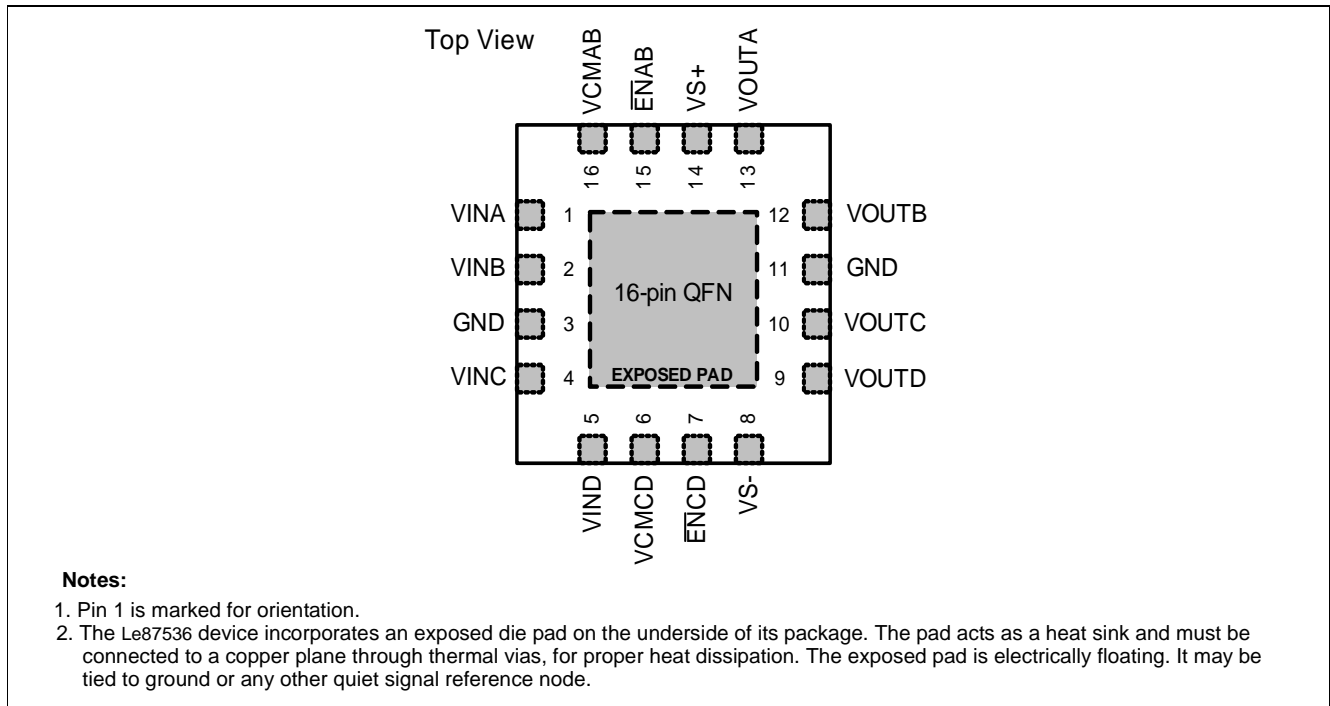 Top View
VCMAB
E̅N̅AB
VS+
VOUTA
16
15
14
13
VINA 1
12 VOUTB
VINB 2
11 GND
16-pin QFN
GND 3
10 VOUTC
VINC 4
EXPOSED PAD
9 VOUTD
5
6
7
8
VIND
VCMCD
E̅N̅CD
VS-
Notes:
1. Pin 1 is marked for orientation.
2. The Le87536 device incorporates an exposed die pad on the underside of its package. The pad acts as a heat sink and must be
connected to a copper plane through thermal vias, for proper heat dissipation. The exposed pad is electrically floating. It may be
tied to ground or any other quiet signal reference node.